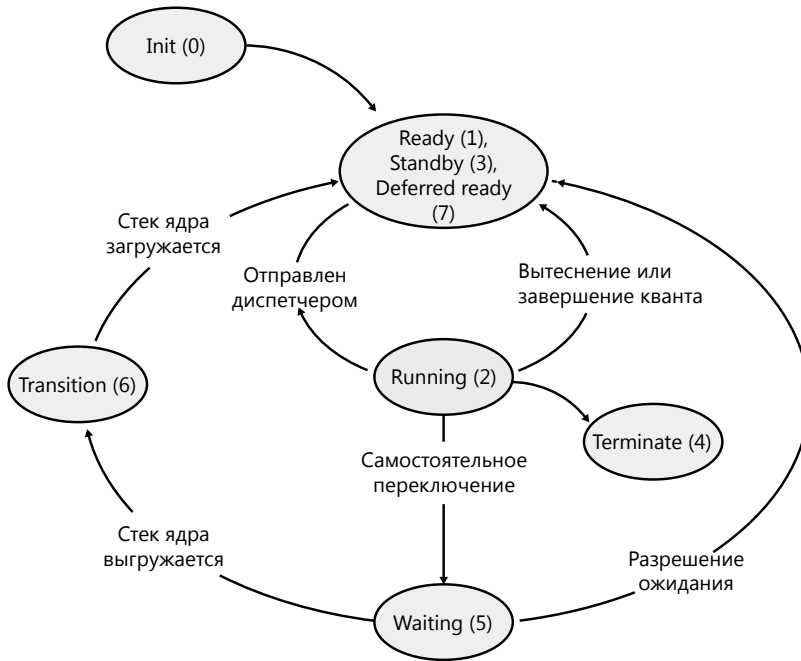 Init (0)
Ready (1),
Standby (3),
Deferred ready
(7)
Стек ядра
загружается
Отправлен
диспетчером
Вытеснение или
завершение кванта
Transition (6)
Running (2)
Terminate (4)
Самостоятельное
переключение
Стек ядра
выгружается
Разрешение
ожидания
Waiting (5)